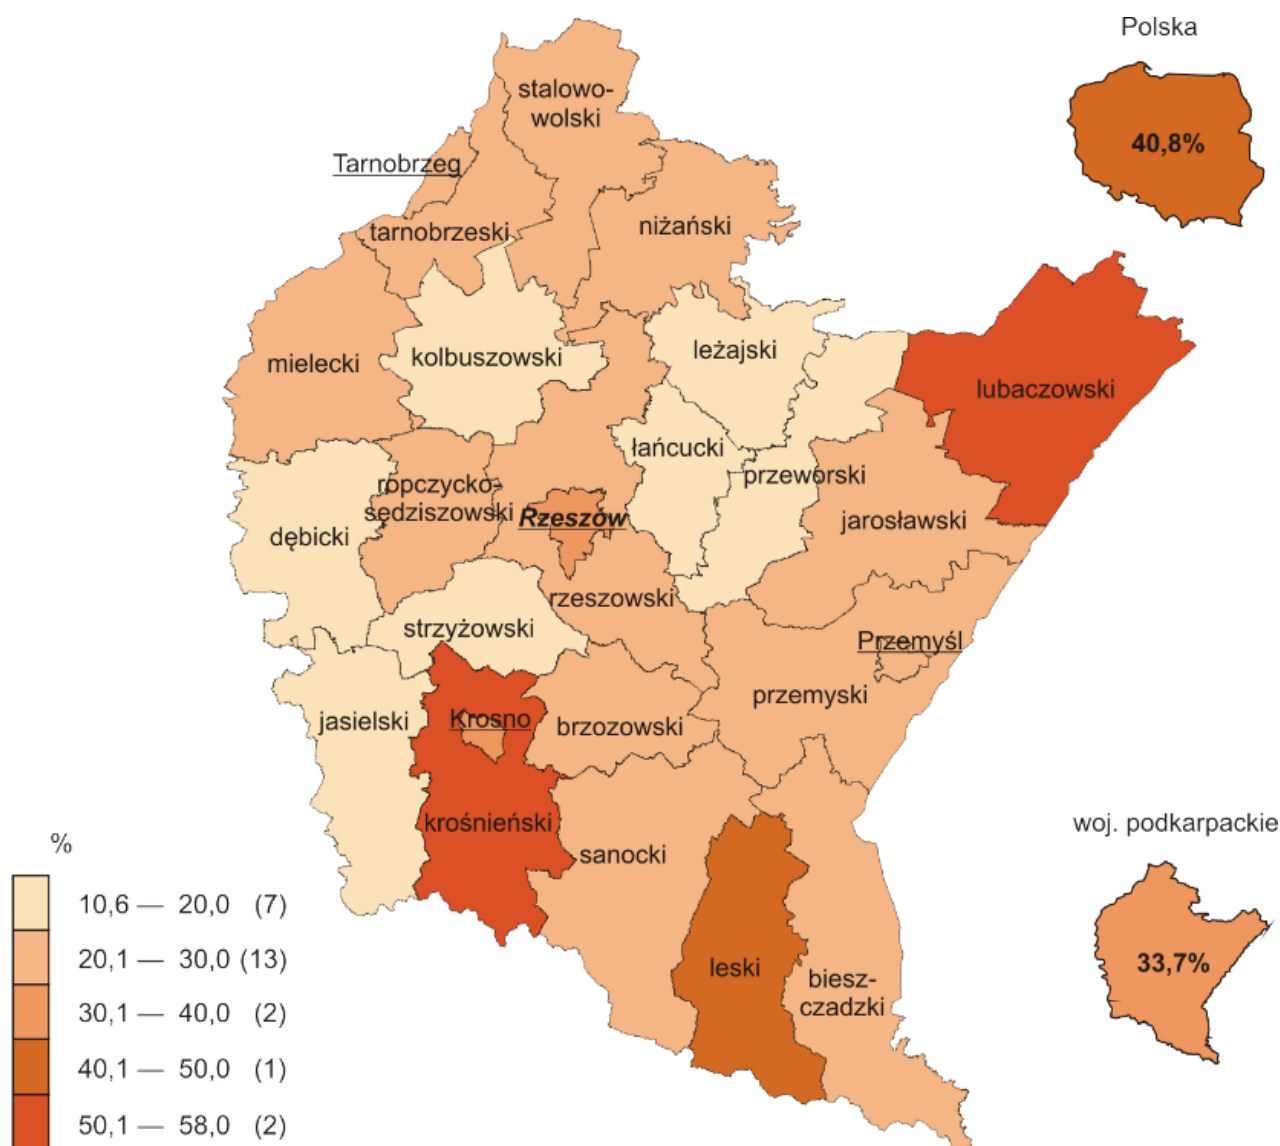 Polska
40,8%
stalowo-
wolski
Tarnobrzeg
tarnobrzeski
niżański
mielecki
kolbuszowski
leżajski
lubaczowski
łańcucki
przeworski
ropczycko-
sędziszowski
Rzeszów
jarosławski
dębicki
rzeszowski
strzyżowski
Przemyśl
przemyski
jasielski
Krosno
brzozowski
krośnieński
sanocki
leski
biesz-
czadzki
woj. podkarpackie
33,7%
%
10,6 — 20,0 (7)
20,1 — 30,0 (13)
30,1 — 40,0 (2)
40,1 — 50,0 (1)
50,1 — 58,0 (2)